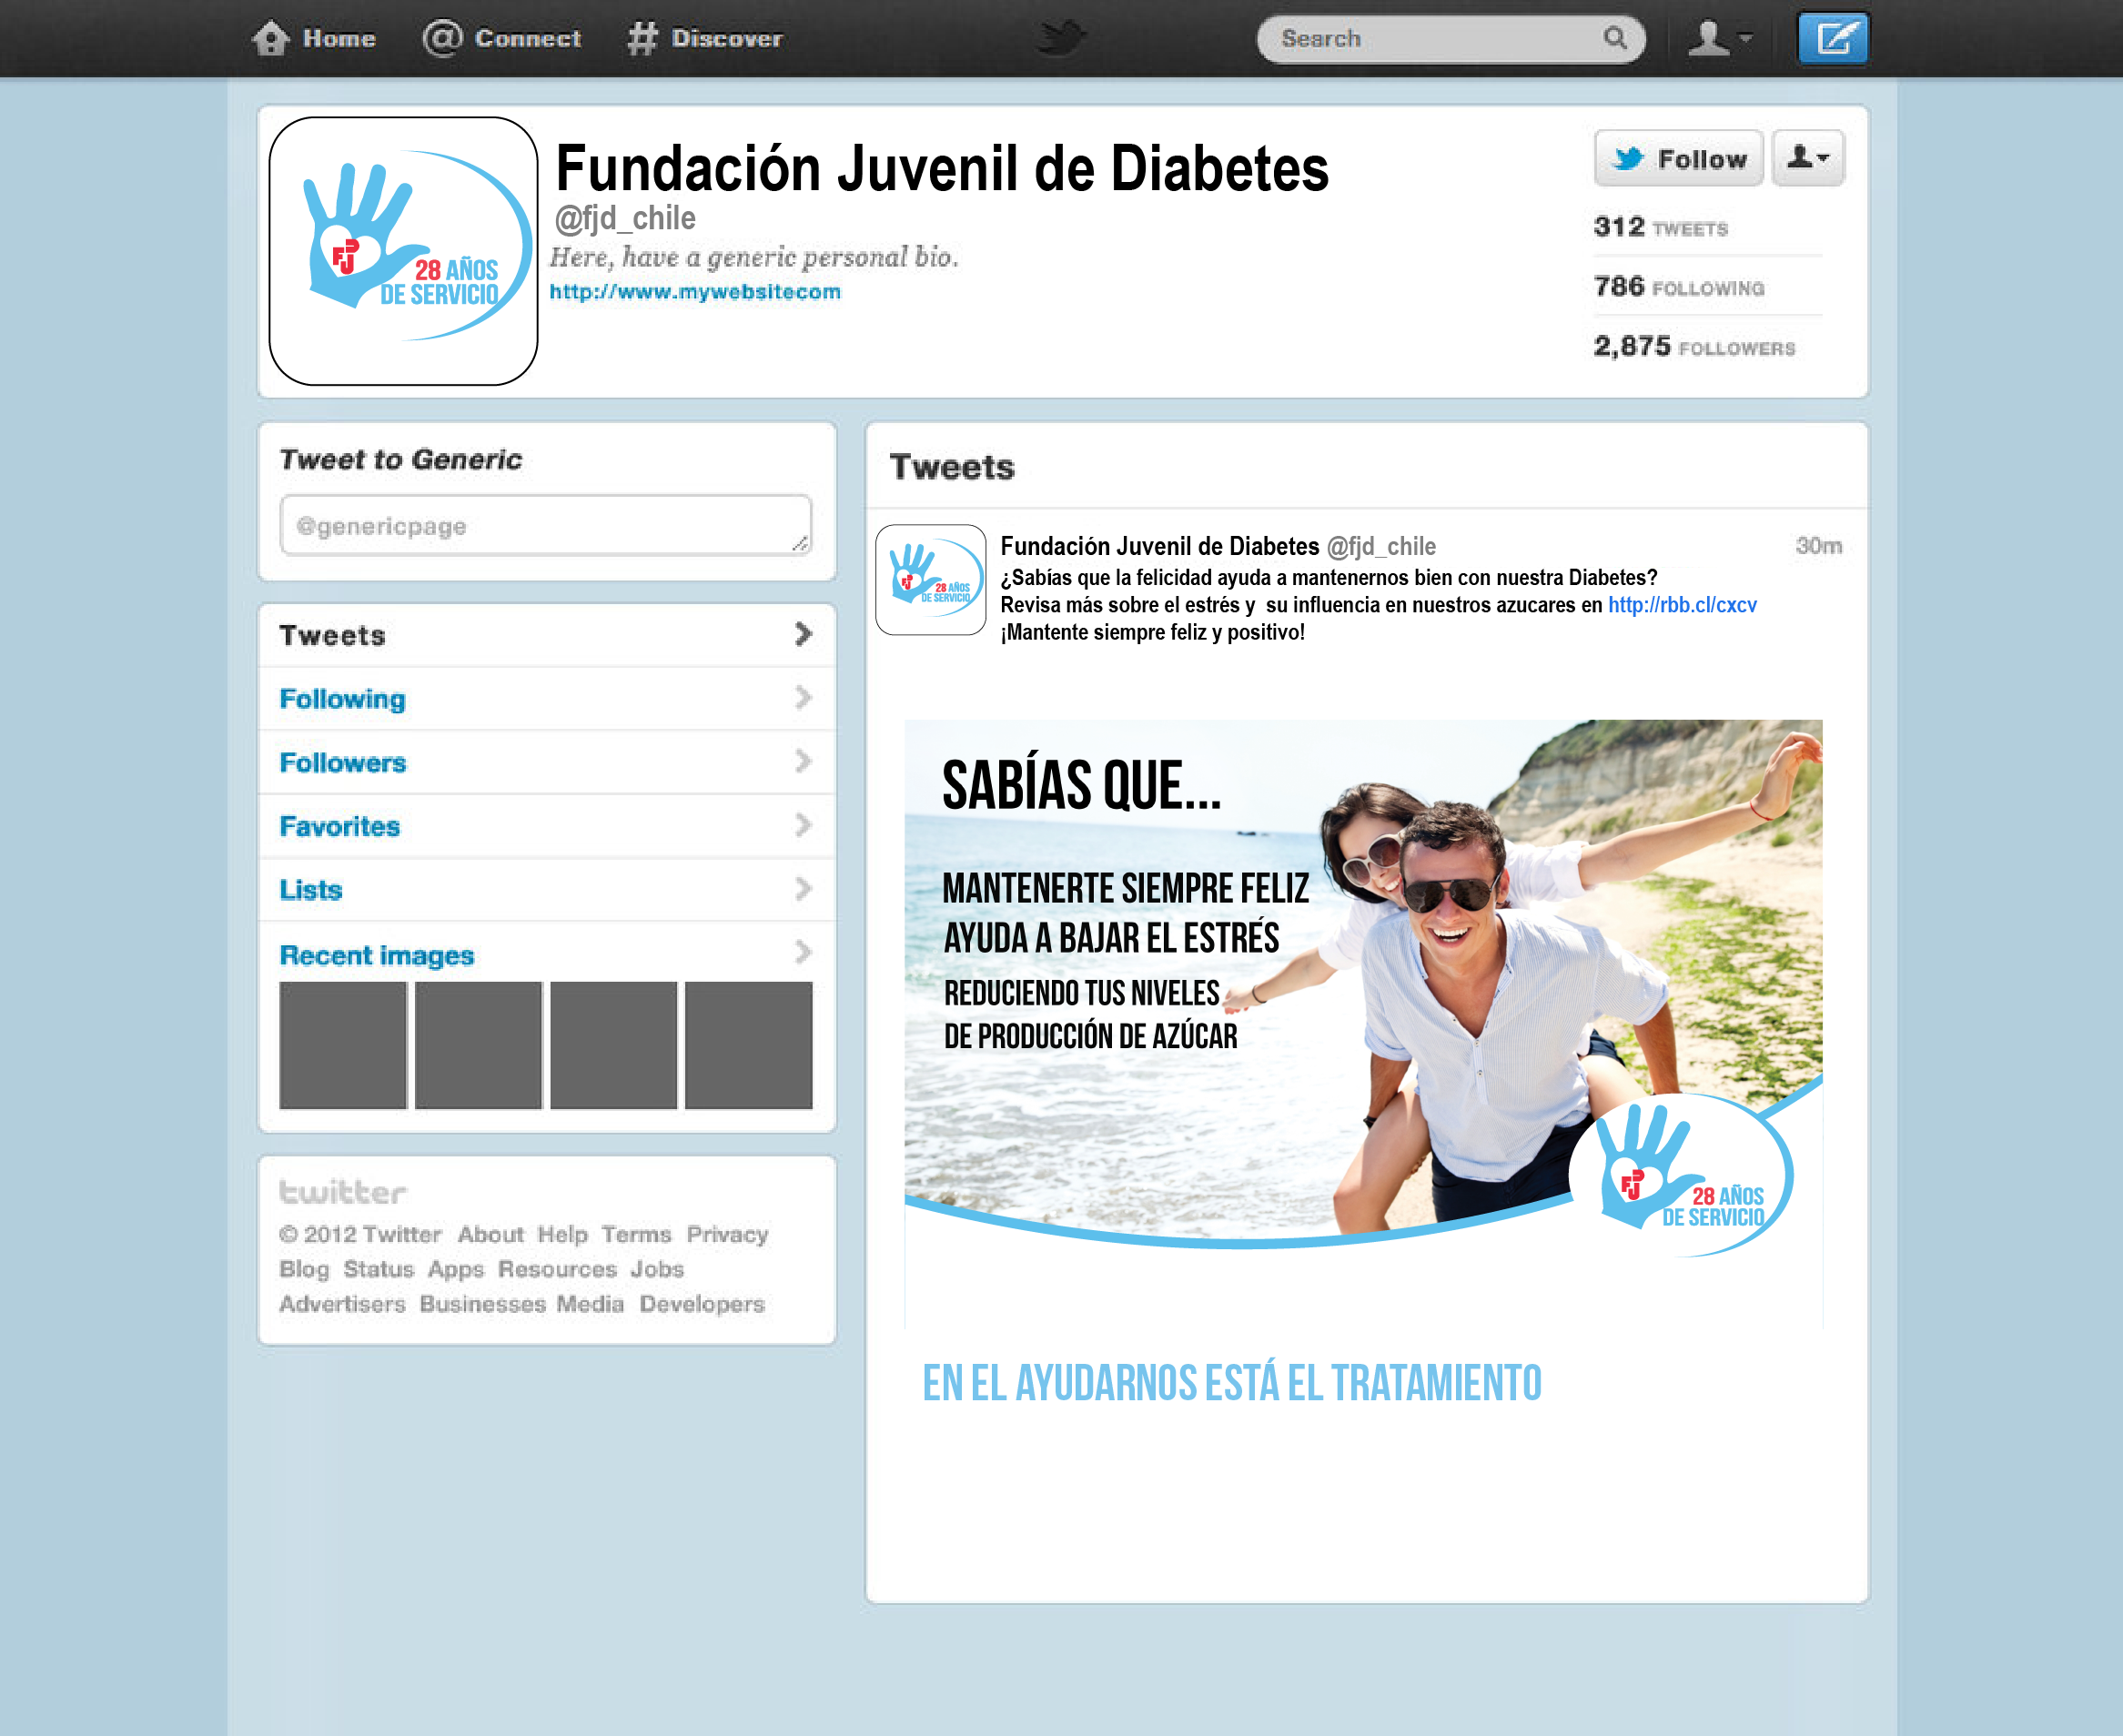 Home Connect Discover Search
FJD
28 AÑOS
DE SERVICIO
Fundación Juvenil de Diabetes
@fjd_chile
Here, have a generic personal bio.
http://www.mywebsitecom
Follow
312 TWEETS
786 FOLLOWING
2,875 FOLLOWERS
Tweet to Generic
@genericpage
Tweets
Following
Followers
Favorites
Lists
Recent images
twitter
© 2012 Twitter About Help Terms Privacy
Blog Status Apps Resources Jobs
Advertisers Businesses Media Developers
Tweets
FJD
28 AÑOS
DE SERVICIO
Fundación Juvenil de Diabetes @fjd_chile 30m
¿Sabías que la felicidad ayuda a mantenernos bien con nuestra Diabetes?
Revisa más sobre el estrés y  su influencia en nuestros azucares en http://rbb.cl/cxcv
¡Mantente siempre feliz y positivo!
SABÍAS QUE...
MANTENERTE SIEMPRE FELIZ
AYUDA A BAJAR EL ESTRÉS
REDUCIENDO TUS NIVELES
DE PRODUCCIÓN DE AZÚCAR
FJD
28 AÑOS
DE SERVICIO
EN EL AYUDARNOS ESTÁ EL TRATAMIENTO